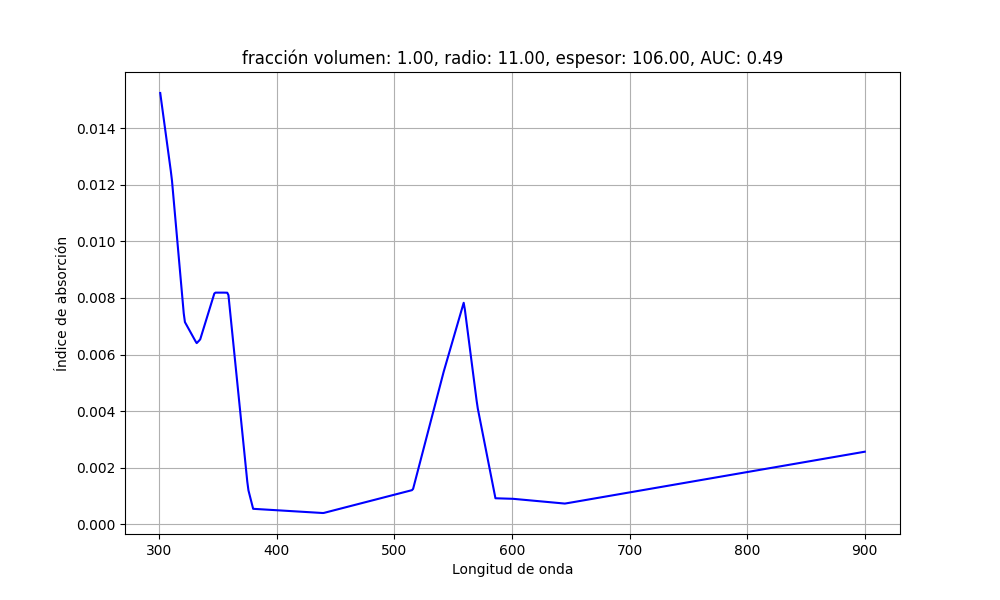 fracción volumen: 1.00, radio: 11.00, espesor: 106.00, AUC: 0.49
0.014
0.012
0.010
0.008
0.006
0.004
0.002
0.000
Índice de absorción
300 400 500 600 700 800 900
Longitud de onda